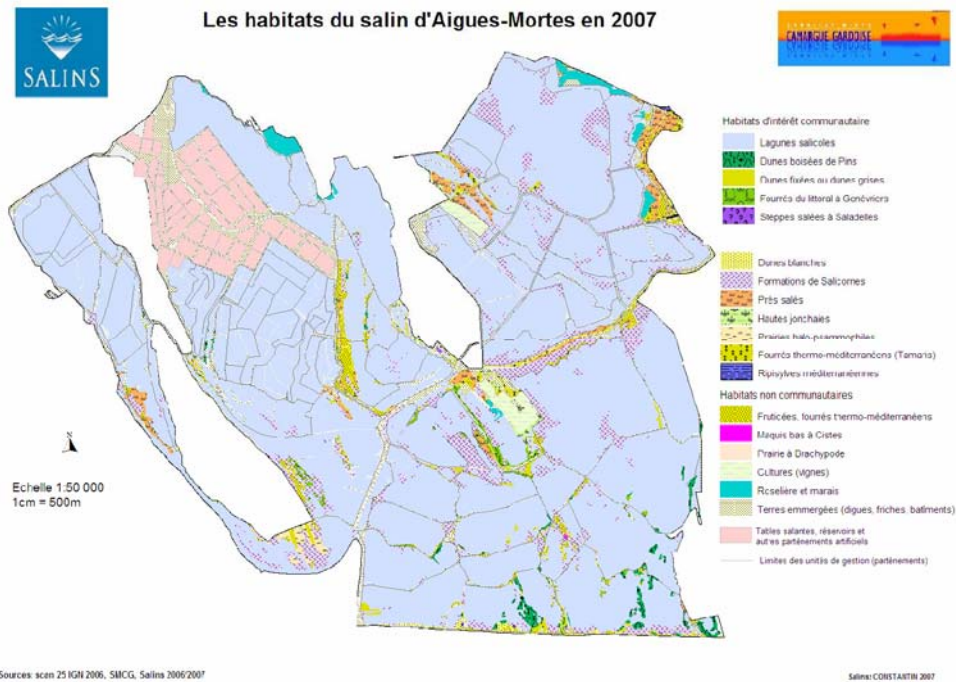 Les habitats du salin d'Aigues-Mortes en 2007
SALINS
CAMARGUE GARDOISE
Habitats d'intérêt communautaire
Lagunes salicoles
Dunes boisées de Pins
Dunes fixées ou dunes grises
Fourrés du littoral à Genévriers
Steppes salées à Saladelles
Dunes blanches
Formations de Salicornes
Prés salés
Hautes jonchaies
Prairies halo-psammophiles
Fourrés thermo-méditerranéens (Tamaris)
Ripisylves méditerranéennes
Habitats non communautaires
Fruticées, fourrés thermo-méditerranéens
Maquis bas à Cistes
Prairie à Brachypode
Cultures (vignes)
Roselière et marais
Terres emmergées (digues, friches, batîments)
Tables salantes, réservoirs et
autres partènements artificiels
Limites des unités de gestion (partènements)
N
Echelle 1:50 000
1cm = 500m
Sources: scan 25 IGN 2006, SMCG, Salins 2006/2007
Salins: CONSTANTIN 2007